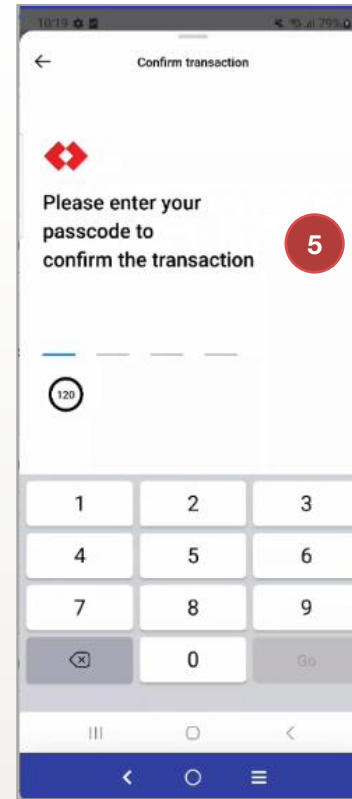 10:19
79%
Confirm transaction
Please enter your
passcode to
confirm the transaction
5
120
1 2 3
4 5 6
7 8 9
0 Go